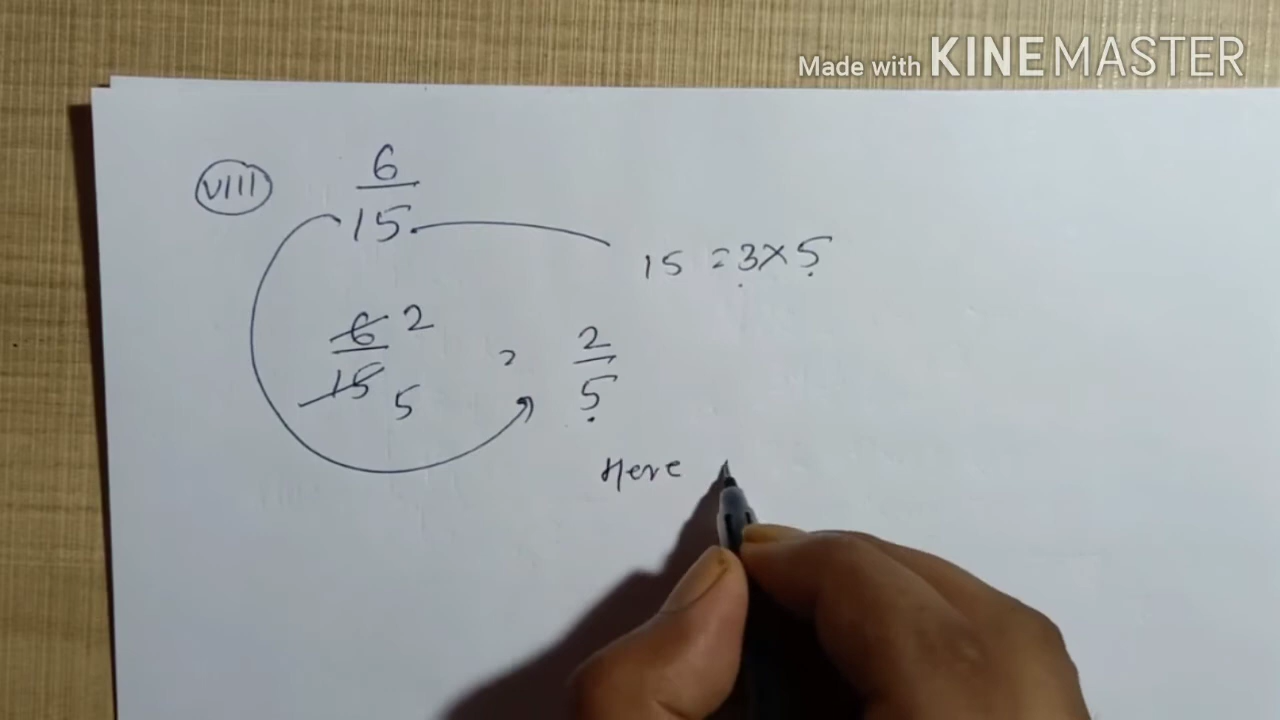 Made with KINEMASTER
VIII 6/15
15 = 3×5
6/15 2/5 , 2/5
Here